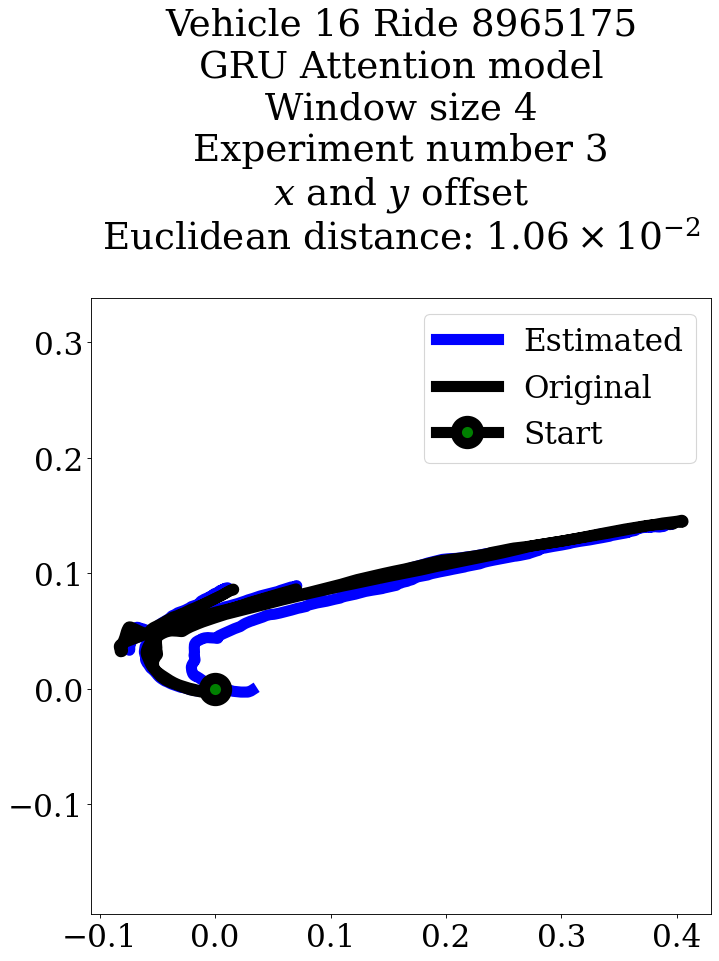 Vehicle 16 Ride 8965175
GRU Attention model
Window size 4
Experiment number 3
x and y offset
Euclidean distance: 1.06 × 10⁻²
Estimated
Original
Start
0.3
0.2
0.1
0.0
−0.1
−0.1 0.0 0.1 0.2 0.3 0.4